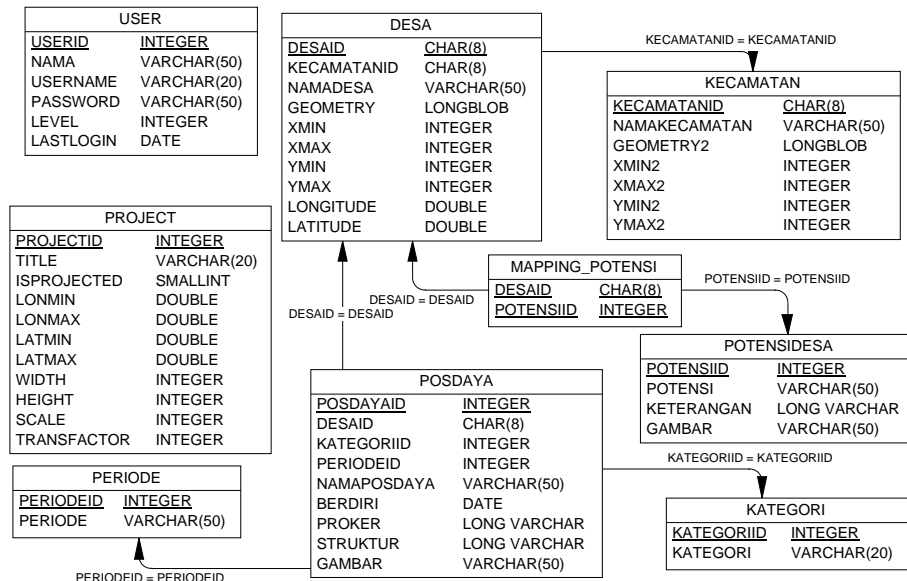 USER
USERID INTEGER
NAMA VARCHAR(50)
USERNAME VARCHAR(20)
PASSWORD VARCHAR(50)
LEVEL INTEGER
LASTLOGIN DATE
DESA
DESAID CHAR(8)
KECAMATANID CHAR(8)
NAMADESA VARCHAR(50)
GEOMETRY LONGBLOB
XMIN INTEGER
XMAX INTEGER
YMIN INTEGER
YMAX INTEGER
LONGITUDE DOUBLE
LATITUDE DOUBLE
KECAMATANID = KECAMATANID
KECAMATAN
KECAMATANID CHAR(8)
NAMAKECAMATAN VARCHAR(50)
GEOMETRY2 LONGBLOB
XMIN2 INTEGER
XMAX2 INTEGER
YMIN2 INTEGER
YMAX2 INTEGER
PROJECT
PROJECTID INTEGER
TITLE VARCHAR(20)
ISPROJECTED SMALLINT
LONMIN DOUBLE
LONMAX DOUBLE
LATMIN DOUBLE
LATMAX DOUBLE
WIDTH INTEGER
HEIGHT INTEGER
SCALE INTEGER
TRANSFACTOR INTEGER
MAPPING_POTENSI
DESAID CHAR(8)
POTENSIID INTEGER
DESAID = DESAID
DESAID = DESAID
POTENSIID = POTENSIID
POTENSIDESA
POTENSIID INTEGER
POTENSI VARCHAR(50)
KETERANGAN LONG VARCHAR
GAMBAR VARCHAR(50)
POSDAYA
POSDAYAID INTEGER
DESAID CHAR(8)
KATEGORIID INTEGER
PERIODEID INTEGER
NAMAPOSDAYA VARCHAR(50)
BERDIRI DATE
PROKER LONG VARCHAR
STRUKTUR LONG VARCHAR
GAMBAR VARCHAR(50)
KATEGORIID = KATEGORIID
KATEGORI
KATEGORIID INTEGER
KATEGORI VARCHAR(20)
PERIODE
PERIODEID INTEGER
PERIODE VARCHAR(50)
PERIODEID = PERIODEID